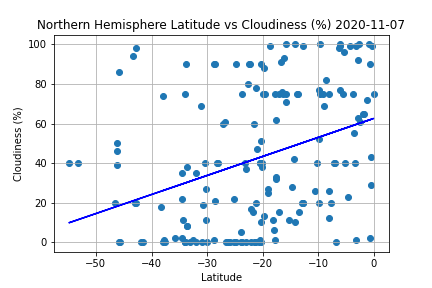 Northern Hemisphere Latitude vs Cloudiness (%) 2020-11-07
100
80
60
40
20
0
Cloudiness (%)
−50 −40 −30 −20 −10 0
Latitude